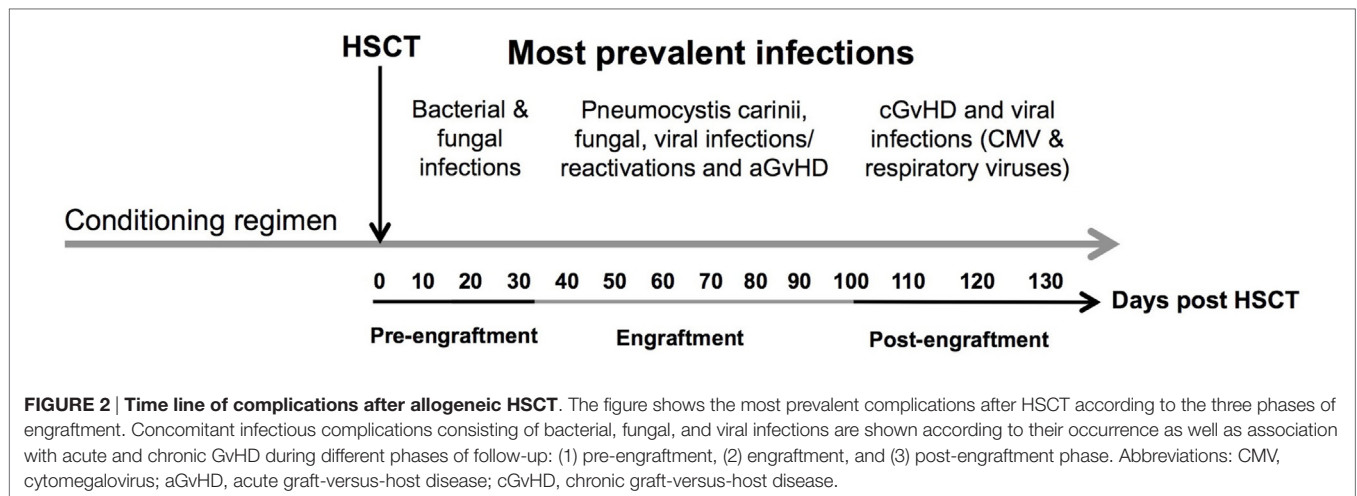 HSCT
Most prevalent infections
Bacterial &
fungal
infections
Pneumocystis carinii,
fungal, viral infections/
reactivations and aGvHD
cGvHD and viral
infections (CMV &
respiratory viruses)
Conditioning regimen
0 10 20 30 40 50 60 70 80 90 100 110 120 130
Days post HSCT
Pre-engraftment Engraftment Post-engraftment
FIGURE 2 | Time line of complications after allogeneic HSCT. The figure shows the most prevalent complications after HSCT according to the three phases of
engraftment. Concomitant infectious complications consisting of bacterial, fungal, and viral infections are shown according to their occurrence as well as association
with acute and chronic GvHD during different phases of follow-up: (1) pre-engraftment, (2) engraftment, and (3) post-engraftment phase. Abbreviations: CMV,
cytomegalovirus; aGvHD, acute graft-versus-host disease; cGvHD, chronic graft-versus-host disease.